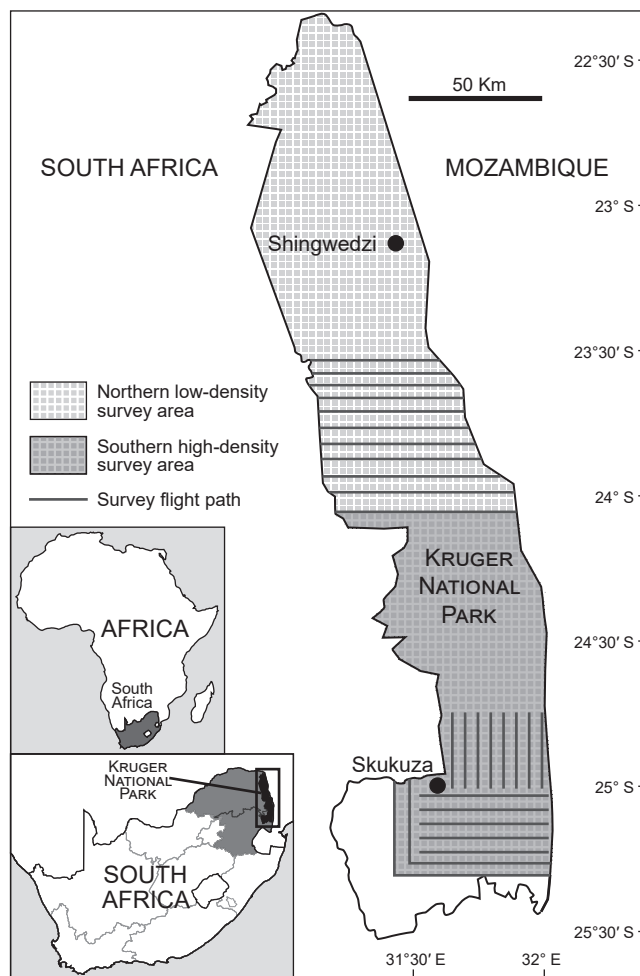 22°30′ S
50 Km
SOUTH AFRICA
MOZAMBIQUE
23° S
Shingwedzi
23°30′ S
Northern low-density
survey area
Southern high-density
survey area
Survey flight path
24° S
KRUGER
NATIONAL
PARK
24°30′ S
AFRICA
South
Africa
Skukuza
25° S
KRUGER
NATIONAL
PARK
SOUTH
AFRICA
25°30′ S
31°30′ E
32° E